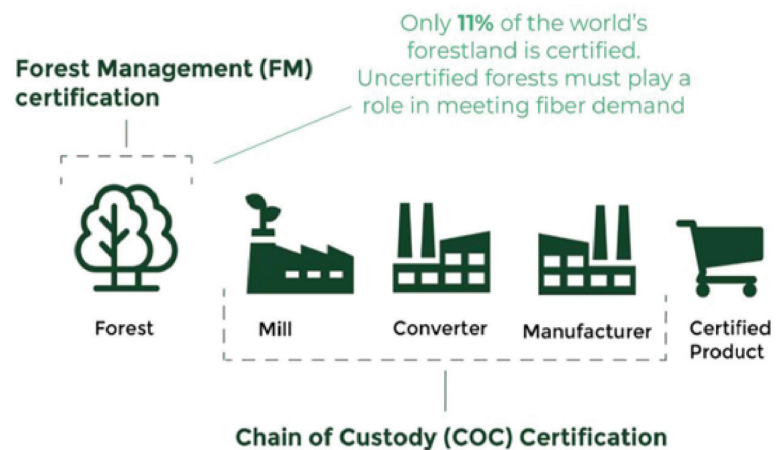 Only 11% of the world's
forestland is certified.
Uncertified forests must play a
role in meeting fiber demand
Forest Management (FM)
certification
Forest
Mill
Converter
Manufacturer
Certified
Product
Chain of Custody (COC) Certification